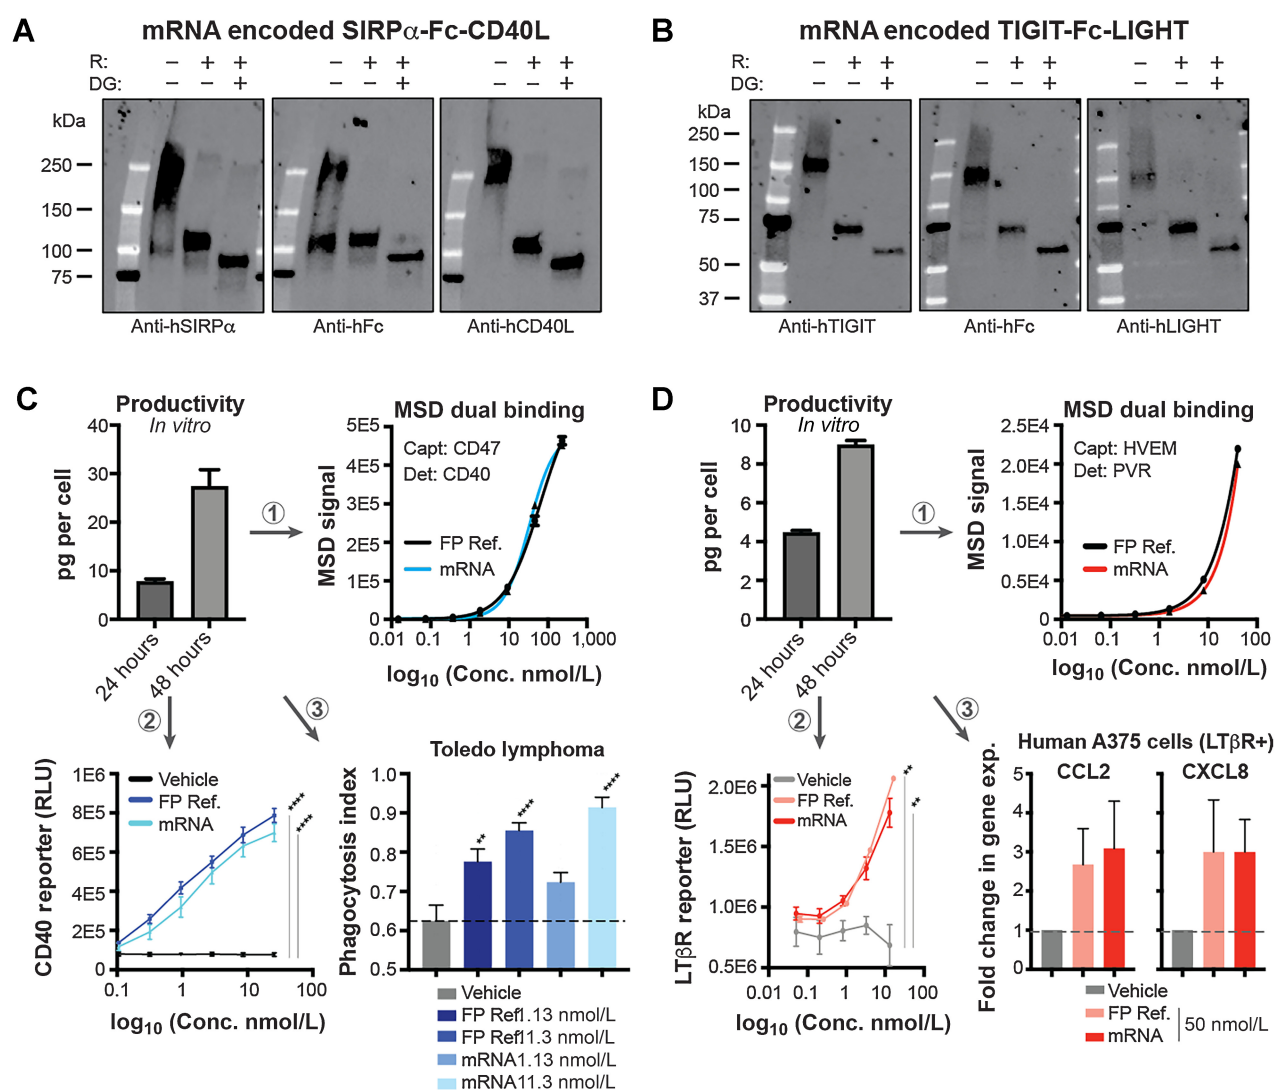 A
mRNA encoded SIRPα-Fc-CD40L
R: – + + – + + – + +
DG: – – + – – + – – +
kDa
250
150
100
75
Anti-hSIRPα Anti-hFc Anti-hCD40L
B
mRNA encoded TIGIT-Fc-LIGHT
R: – + + – + + – + +
DG: – – + – – + – – +
kDa
250
150
100
75
50
37
Anti-hTIGIT Anti-hFc Anti-hLIGHT
C
Productivity
In vitro
pg per cell
40
30
20
10
0
24 hours
48 hours
1
MSD dual binding
MSD signal
5E5
4E5
3E5
2E5
1E5
0
Capt: CD47
Det: CD40
FP Ref.
mRNA
0.01 0.1 1 10 100 1,000
log10 (Conc. nmol/L)
2
3
CD40 reporter (RLU)
1E6
8E5
6E5
4E5
2E5
0
Vehicle
FP Ref.
mRNA
****
****
0.1 1 10 100
log10 (Conc. nmol/L)
Toledo lymphoma
Phagocytosis index
1.0
0.9
0.8
0.7
0.6
0.5
**
****
****
Vehicle
FP Ref1.13 nmol/L
FP Ref11.3 nmol/L
mRNA1.13 nmol/L
mRNA11.3 nmol/L
D
Productivity
In vitro
pg per cell
10
8
6
4
2
0
24 hours
48 hours
1
MSD dual binding
MSD signal
2.5E4
2.0E4
1.5E4
1.0E4
0.5E4
0
Capt: HVEM
Det: PVR
FP Ref.
mRNA
0.01 0.1 1 10 100
log10 (Conc. nmol/L)
2
3
LTβR reporter (RLU)
2.0E6
1.5E6
1.0E6
0.5E6
Vehicle
FP Ref.
mRNA
**
**
0.01 0.1 1 10 100
log10 (Conc. nmol/L)
Human A375 cells (LTβR+)
CCL2 CXCL8
Fold change in gene exp.
5
4
3
2
1
0
Vehicle
FP Ref.
mRNA
50 nmol/L